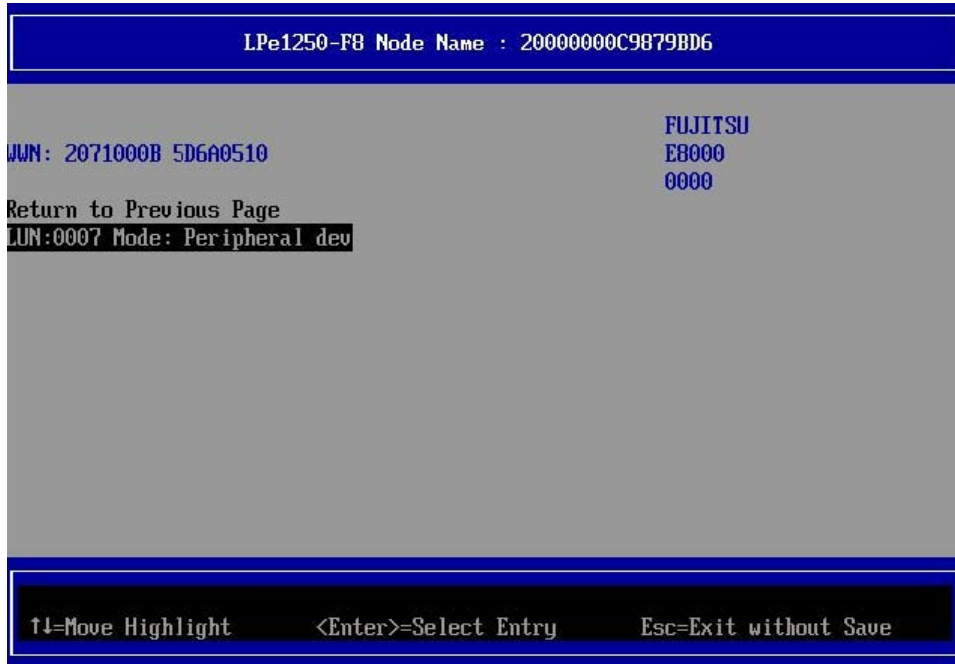 LPe1250-F8 Node Name : 20000000C9879BD6
FUJITSU
WWN: 2071000B 5D6A0510 E8000
0000
Return to Previous Page
LUN:0007 Mode: Peripheral dev
↑↓=Move Highlight <Enter>=Select Entry Esc=Exit without Save